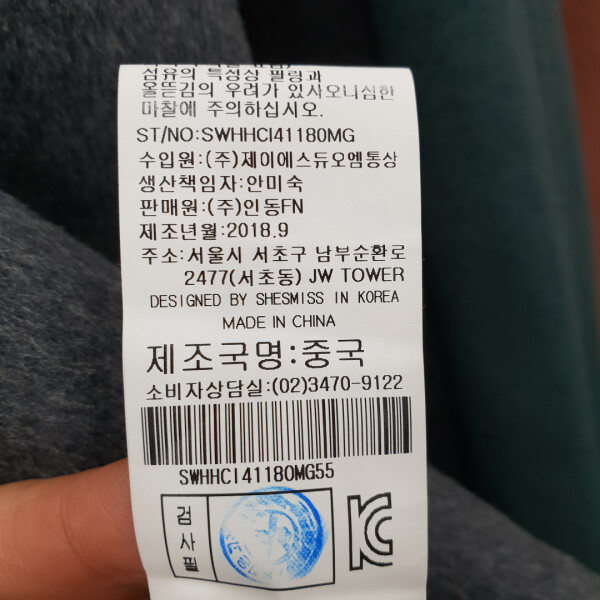 섬유의 특성상 필링과
올뜯김의 우려가 있사오니심한
마찰에 주의하십시오.
ST/NO:SWHHCI41180MG
수입원:(주)제이에스듀오엠통상
생산책임자:안미숙
판매원:(주)인동FN
제조년월:2018.9
주소:서울시 서초구 남부순환로
2477(서초동) JW TOWER
DESIGNED BY SHESMISS IN KOREA
MADE IN CHINA
제조국명:중국
소비자상담실:(02)3470-9122
SWHHCI41180MG55
검사필